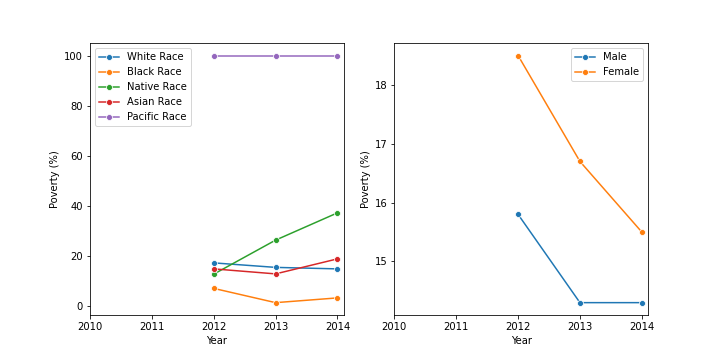 100
80
60
40
20
0
Poverty (%)
White Race
Black Race
Native Race
Asian Race
Pacific Race
2010 2011 2012 2013 2014
Year
18
17
16
15
Poverty (%)
Male
Female
2010 2011 2012 2013 2014
Year